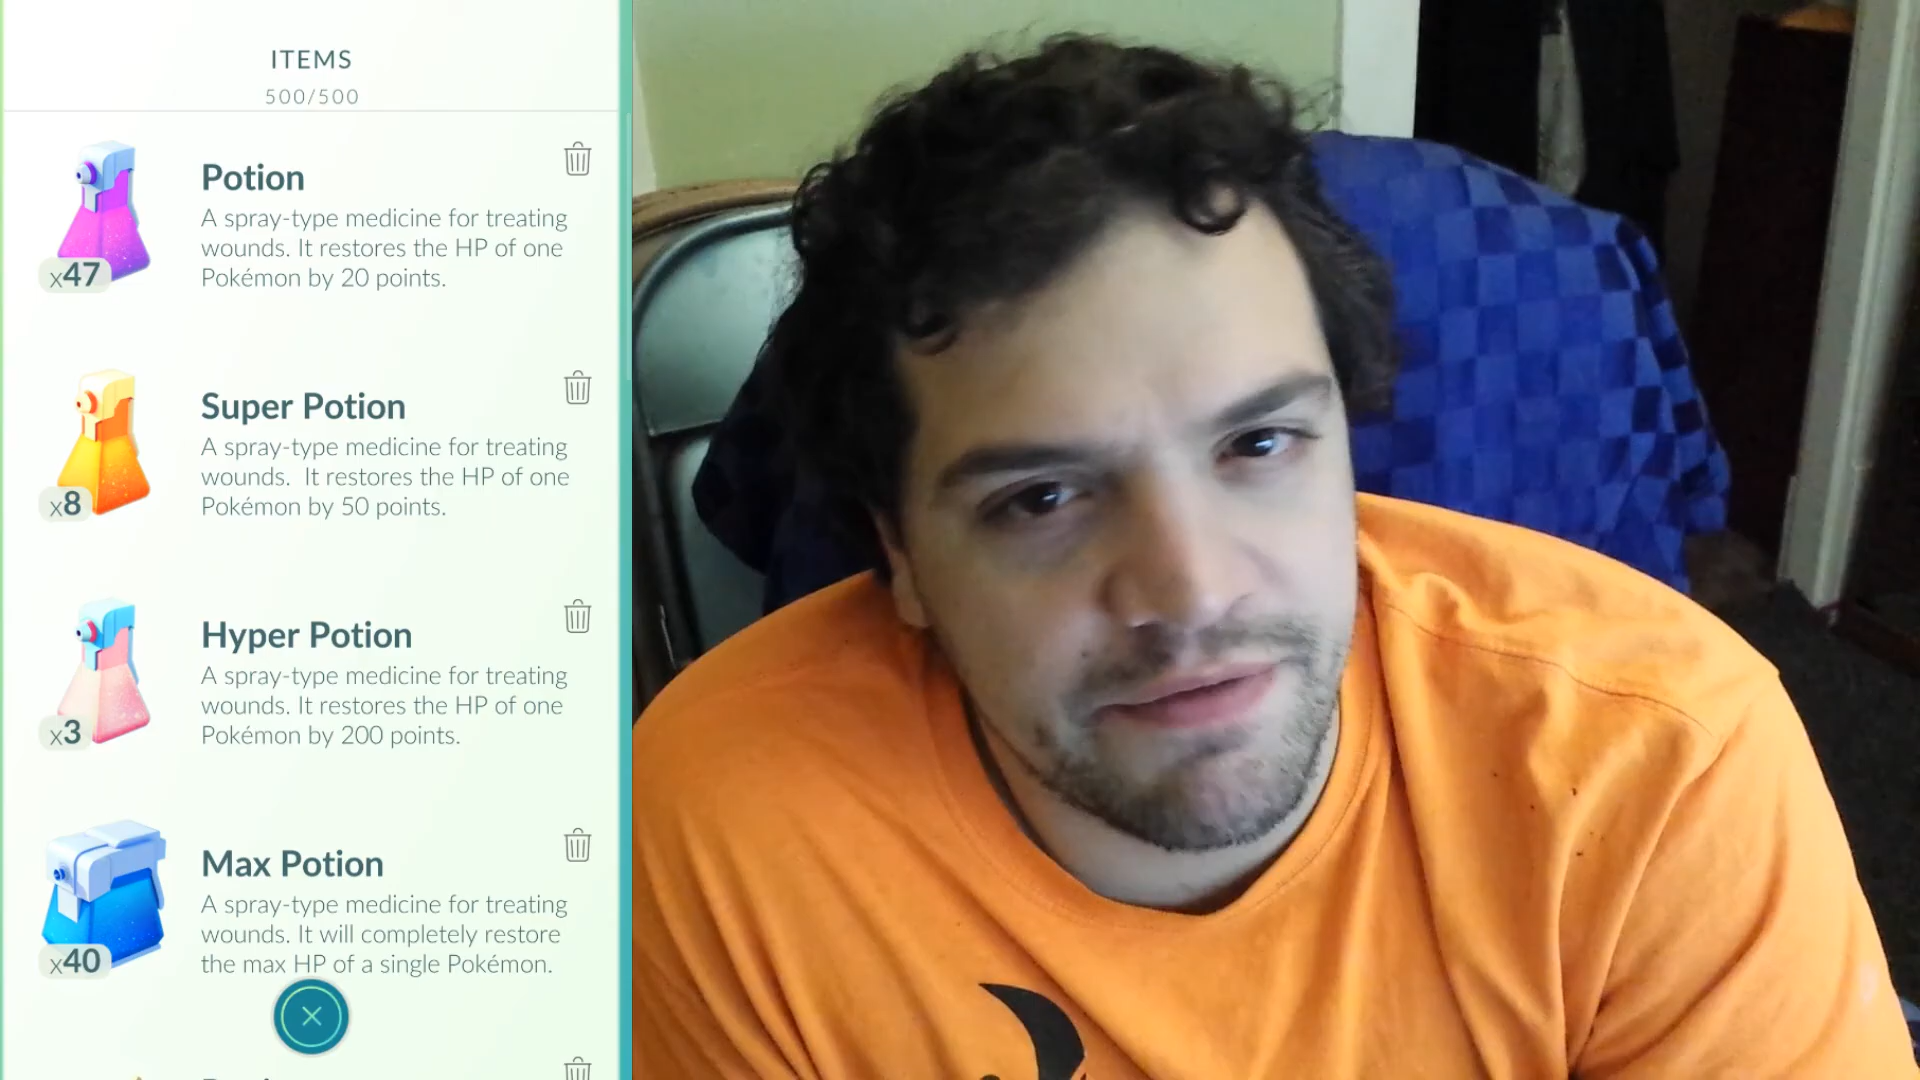 ITEMS
500/500
Potion
A spray-type medicine for treating
wounds. It restores the HP of one
Pokémon by 20 points.
x47
Super Potion
A spray-type medicine for treating
wounds. It restores the HP of one
Pokémon by 50 points.
x8
Hyper Potion
A spray-type medicine for treating
wounds. It restores the HP of one
Pokémon by 200 points.
x3
Max Potion
A spray-type medicine for treating
wounds. It will completely restore
the max HP of a single Pokémon.
x40